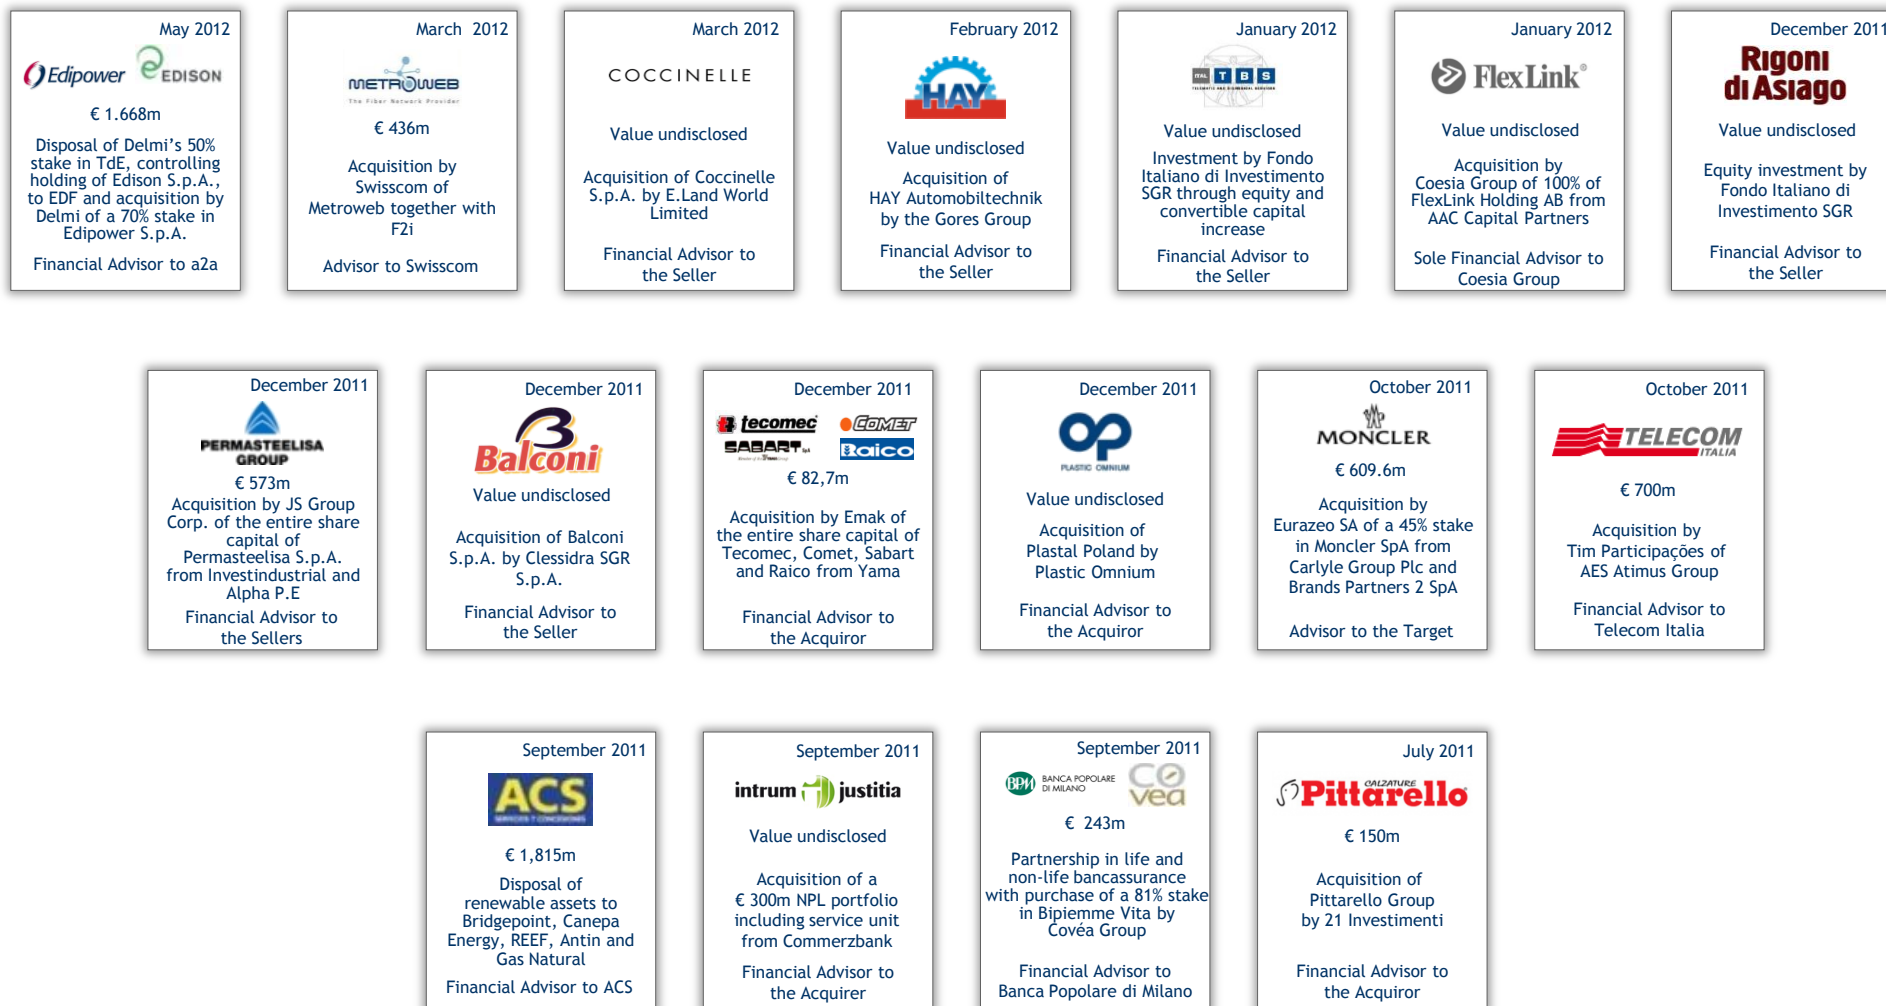 May 2012
Edipower EDISON
€ 1.668m
Disposal of Delmi's 50%
stake in TdE, controlling
holding of Edison S.p.A.,
to EDF and acquisition by
Delmi of a 70% stake in
Edipower S.p.A.
Financial Advisor to a2a
March 2012
METROWEB
The Fiber Network Provider
€ 436m
Acquisition by
Swisscom of
Metroweb together with
F2i
Advisor to Swisscom
March 2012
COCCINELLE
Value undisclosed
Acquisition of Coccinelle
S.p.A. by E.Land World
Limited
Financial Advisor to
the Seller
February 2012
HAY
Value undisclosed
Acquisition of
HAY Automobiltechnik
by the Gores Group
Financial Advisor to
the Seller
January 2012
ITAL TBS
TELEMATIC AND BIOMEDICAL SERVICES
Value undisclosed
Investment by Fondo
Italiano di Investimento
SGR through equity and
convertible capital
increase
Financial Advisor to
the Seller
January 2012
FlexLink®
Value undisclosed
Acquisition by
Coesia Group of 100% of
FlexLink Holding AB from
AAC Capital Partners
Sole Financial Advisor to
Coesia Group
December 2011
Rigoni
di Asiago
Value undisclosed
Equity investment by
Fondo Italiano di
Investimento SGR
Financial Advisor to
the Seller
December 2011
PERMASTEELISA
GROUP
€ 573m
Acquisition by JS Group
Corp. of the entire share
capital of
Permasteelisa S.p.A.
from Investindustrial and
Alpha P.E
Financial Advisor to
the Sellers
December 2011
Balconi
Value undisclosed
Acquisition of Balconi
S.p.A. by Clessidra SGR
S.p.A.
Financial Advisor to
the Seller
December 2011
tecomec COMET
SABART SpA Raico
€ 82,7m
Acquisition by Emak of
the entire share capital of
Tecomec, Comet, Sabart
and Raico from Yama
Financial Advisor to
the Acquiror
December 2011
PLASTIC OMNIUM
Value undisclosed
Acquisition of
Plastal Poland by
Plastic Omnium
Financial Advisor to
the Acquiror
October 2011
MONCLER
€ 609.6m
Acquisition by
Eurazeo SA of a 45% stake
in Moncler SpA from
Carlyle Group Plc and
Brands Partners 2 SpA
Advisor to the Target
October 2011
TELECOM
ITALIA
€ 700m
Acquisition by
Tim Participações of
AES Atimus Group
Financial Advisor to
Telecom Italia
September 2011
ACS
SERVICIOS Y CONCESIONES
€ 1,815m
Disposal of
renewable assets to
Bridgepoint, Canepa
Energy, REEF, Antin and
Gas Natural
Financial Advisor to ACS
September 2011
intrum justitia
Value undisclosed
Acquisition of a
€ 300m NPL portfolio
including service unit
from Commerzbank
Financial Advisor to
the Acquirer
September 2011
BPM BANCA POPOLARE
DI MILANO
covea
€ 243m
Partnership in life and
non-life bancassurance
with purchase of a 81% stake
in Bipiemme Vita by
Covéa Group
Financial Advisor to
Banca Popolare di Milano
July 2011
CALZATURE
Pittarello
€ 150m
Acquisition of
Pittarello Group
by 21 Investimenti
Financial Advisor to
the Acquiror